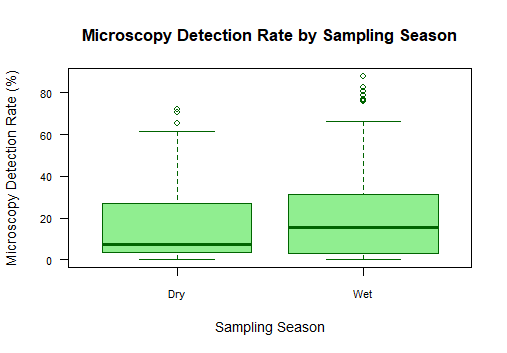 Microscopy Detection Rate by Sampling Season
Microscopy Detection Rate (%)
80
60
40
20
0
Dry
Wet
Sampling Season